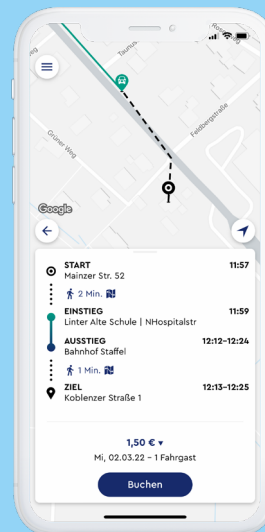 Taunus
Feldbergstraße
Grüner Weg
Google
START 11:57
Mainzer Str. 52
2 Min.
EINSTIEG 11:59
Linter Alte Schule | NHospitalstr
AUSSTIEG 12:12–12:24
Bahnhof Staffel
1 Min.
ZIEL 12:13–12:25
Koblenzer Straße 1
1,50 € ▾
Mi, 02.03.22 – 1 Fahrgast
Buchen